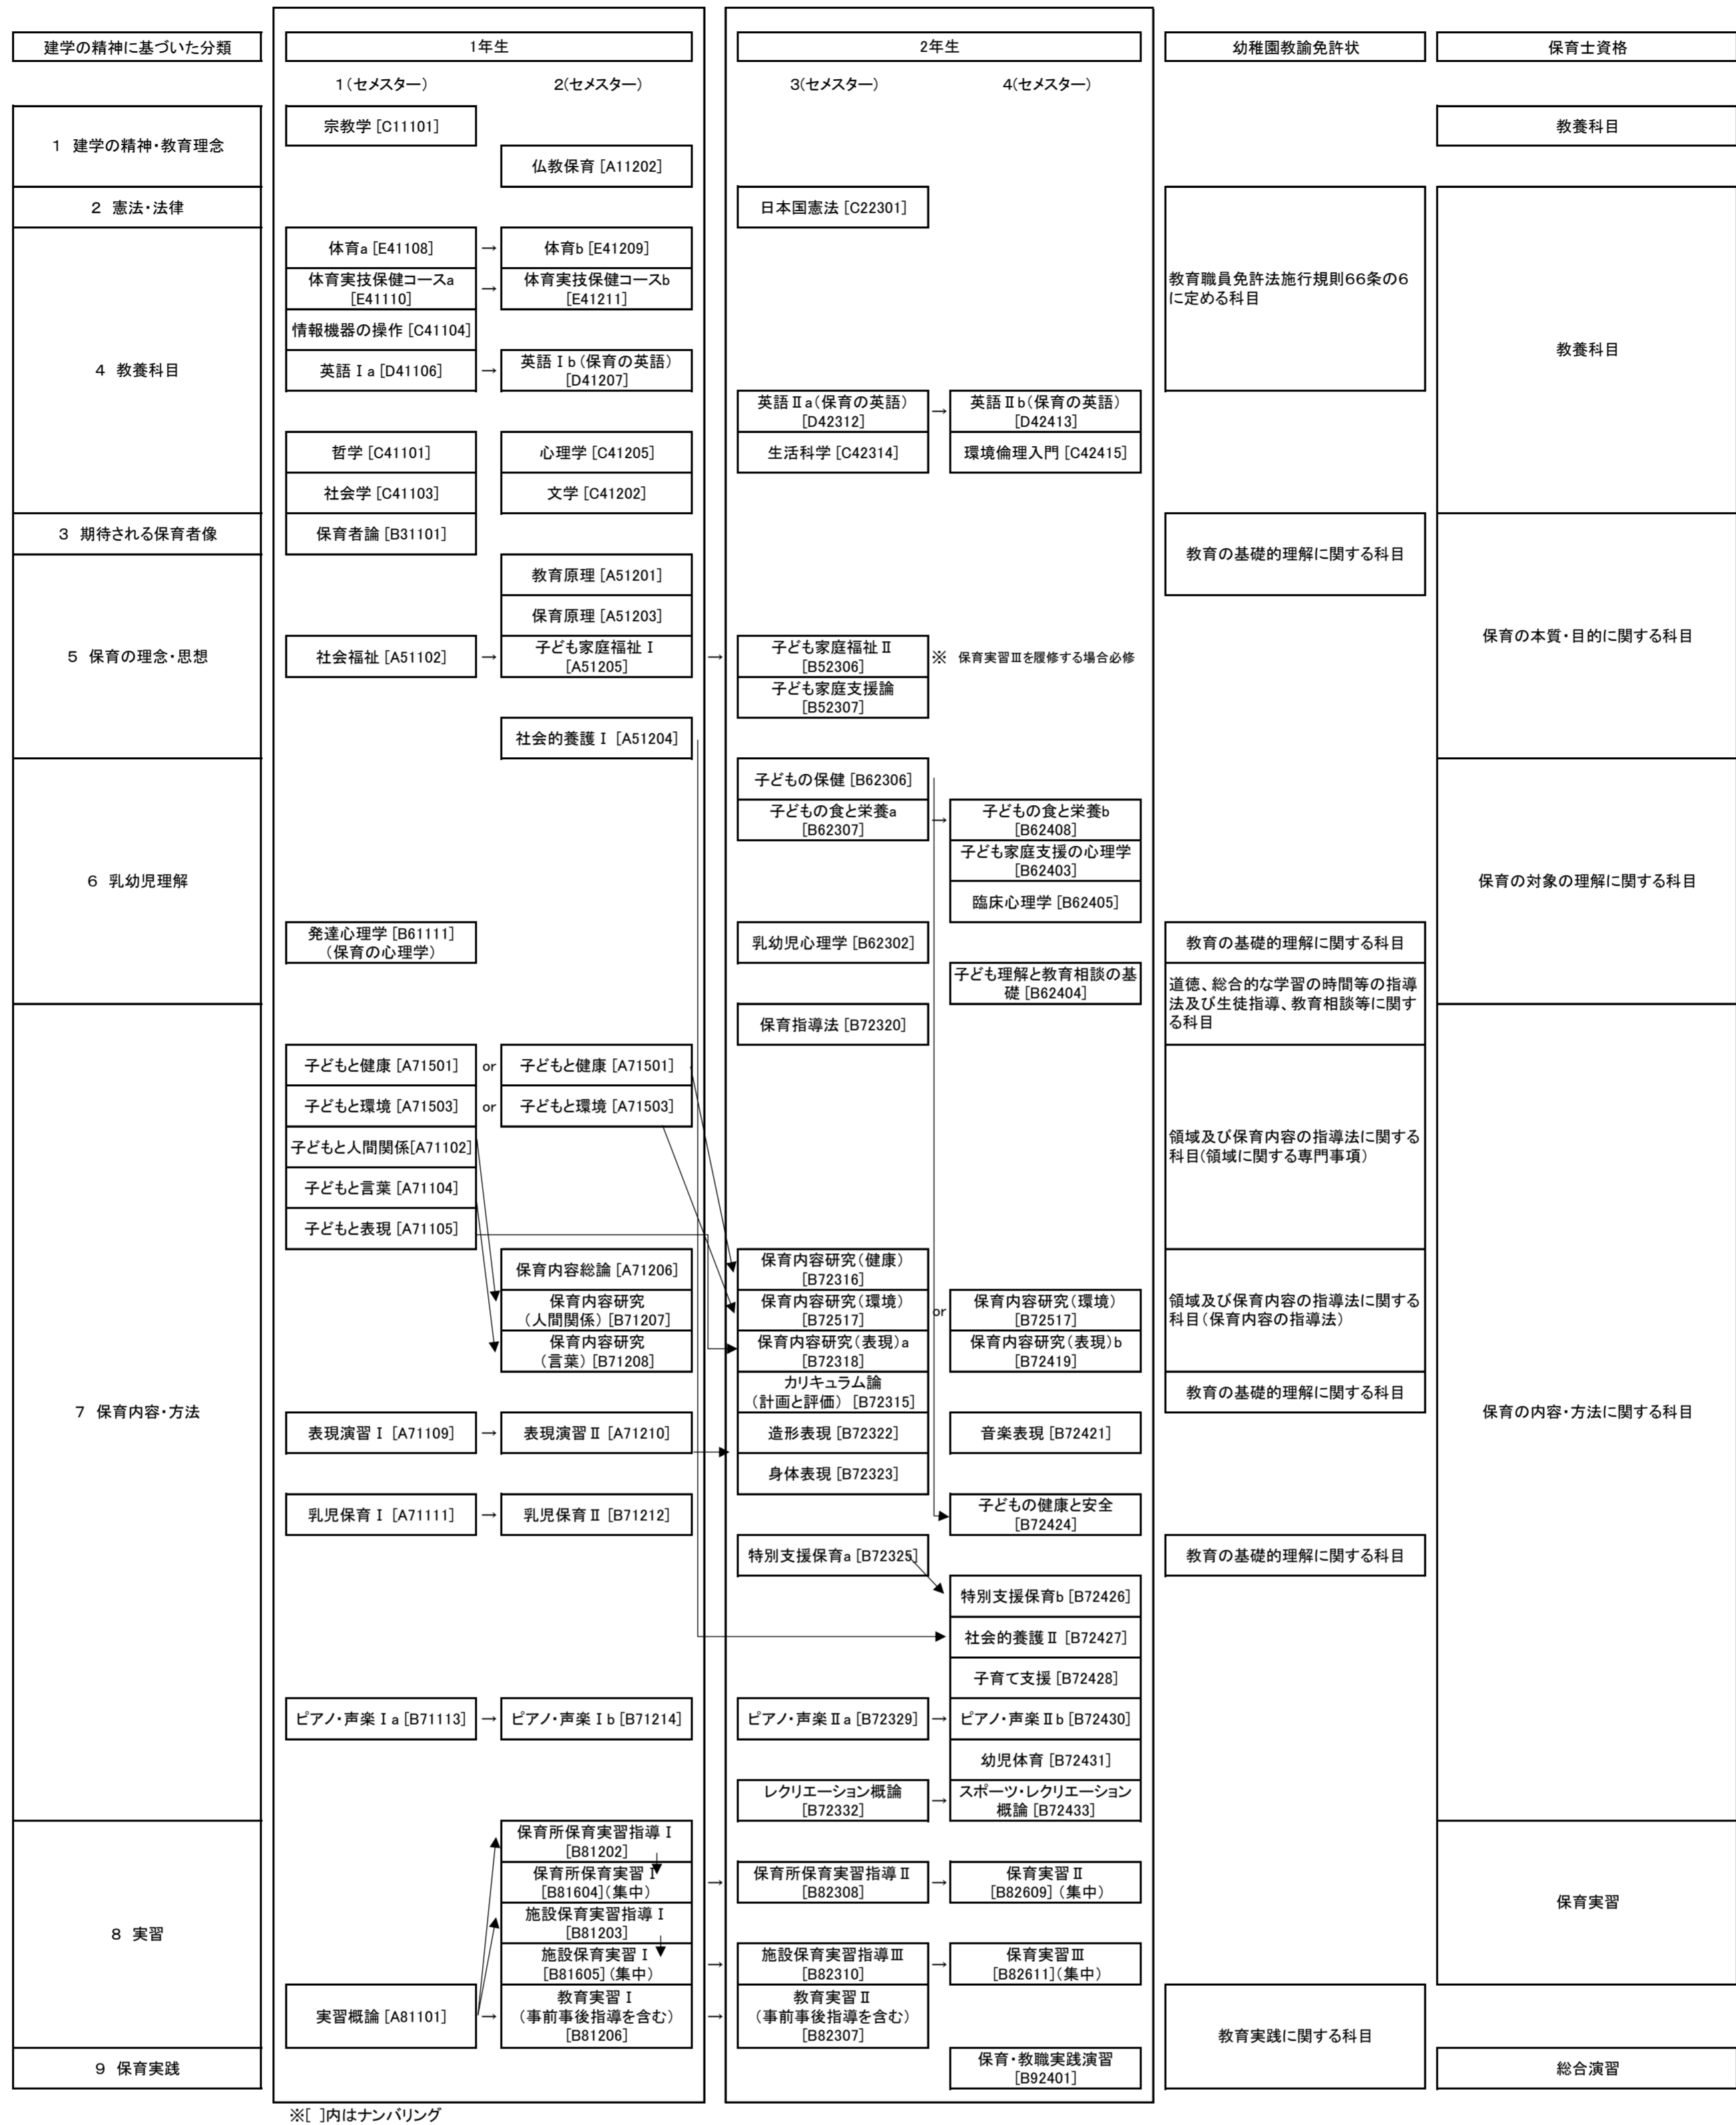 建学の精神に基づいた分類
1年生
2年生
幼稚園教諭免許状
保育士資格
1(セメスター)
2(セメスター)
3(セメスター)
4(セメスター)
1 建学の精神・教育理念
宗教学 [C11101]
教養科目
仏教保育 [A11202]
2 憲法・法律
日本国憲法 [C22301]
教育職員免許法施行規則66条の6
に定める科目
教養科目
4 教養科目
体育a [E41108]
→
体育b [E41209]
体育実技保健コースa
[E41110]
→
体育実技保健コースb
[E41211]
情報機器の操作 [C41104]
英語Ⅰa [D41106]
→
英語Ⅰb(保育の英語)
[D41207]
英語Ⅱa(保育の英語)
[D42312]
→
英語Ⅱb(保育の英語)
[D42413]
哲学 [C41101]
心理学 [C41205]
生活科学 [C42314]
環境倫理入門 [C42415]
社会学 [C41103]
文学 [C41202]
3 期待される保育者像
保育者論 [B31101]
教育の基礎的理解に関する科目
保育の本質・目的に関する科目
5 保育の理念・思想
教育原理 [A51201]
保育原理 [A51203]
社会福祉 [A51102]
→
子ども家庭福祉Ⅰ
[A51205]
→
子ども家庭福祉Ⅱ
[B52306]
※ 保育実習Ⅲを履修する場合必修
子ども家庭支援論
[B52307]
社会的養護Ⅰ [A51204]
6 乳幼児理解
子どもの保健 [B62306]
保育の対象の理解に関する科目
子どもの食と栄養a
[B62307]
→
子どもの食と栄養b
[B62408]
子ども家庭支援の心理学
[B62403]
臨床心理学 [B62405]
発達心理学 [B61111]
(保育の心理学)
乳幼児心理学 [B62302]
教育の基礎的理解に関する科目
子ども理解と教育相談の基
礎 [B62404]
道徳、総合的な学習の時間等の指導
法及び生徒指導、教育相談等に関す
る科目
7 保育内容・方法
保育指導法 [B72320]
保育の内容・方法に関する科目
子どもと健康 [A71501]
or
子どもと健康 [A71501]
子どもと環境 [A71503]
or
子どもと環境 [A71503]
子どもと人間関係[A71102]
領域及び保育内容の指導法に関する
科目(領域に関する専門事項)
子どもと言葉 [A71104]
子どもと表現 [A71105]
保育内容総論 [A71206]
保育内容研究(健康)
[B72316]
保育内容研究
(人間関係) [B71207]
保育内容研究(環境)
[B72517]
or
保育内容研究(環境)
[B72517]
領域及び保育内容の指導法に関する
科目(保育内容の指導法)
保育内容研究
(言葉) [B71208]
保育内容研究(表現)a
[B72318]
保育内容研究(表現)b
[B72419]
カリキュラム論
(計画と評価) [B72315]
教育の基礎的理解に関する科目
表現演習Ⅰ [A71109]
→
表現演習Ⅱ [A71210]
造形表現 [B72322]
音楽表現 [B72421]
身体表現 [B72323]
乳児保育Ⅰ [A71111]
→
乳児保育Ⅱ [B71212]
子どもの健康と安全
[B72424]
特別支援保育a [B72325]
教育の基礎的理解に関する科目
特別支援保育b [B72426]
社会的養護Ⅱ [B72427]
子育て支援 [B72428]
ピアノ・声楽Ⅰa [B71113]
→
ピアノ・声楽Ⅰb [B71214]
ピアノ・声楽Ⅱa [B72329]
→
ピアノ・声楽Ⅱb [B72430]
幼児体育 [B72431]
レクリエーション概論
[B72332]
→
スポーツ・レクリエーション
概論 [B72433]
8 実習
保育所保育実習指導Ⅰ
[B81202]
保育実習
保育所保育実習Ⅰ
[B81604](集中)
→
保育所保育実習指導Ⅱ
[B82308]
→
保育実習Ⅱ
[B82609] (集中)
施設保育実習指導Ⅰ
[B81203]
施設保育実習Ⅰ
[B81605](集中)
→
施設保育実習指導Ⅲ
[B82310]
→
保育実習Ⅲ
[B82611](集中)
実習概論 [A81101]
→
教育実習Ⅰ
(事前事後指導を含む)
[B81206]
→
教育実習Ⅱ
(事前事後指導を含む)
[B82307]
教育実践に関する科目
9 保育実践
保育・教職実践演習
[B92401]
総合演習
※[ ]内はナンバリング